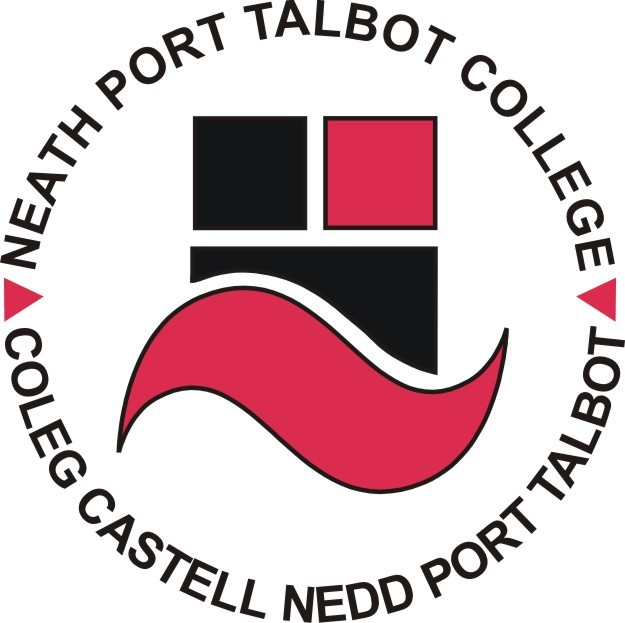 NEATH PORT TALBOT COLLEGE
COLEG CASTELL NEDD PORT TALBOT